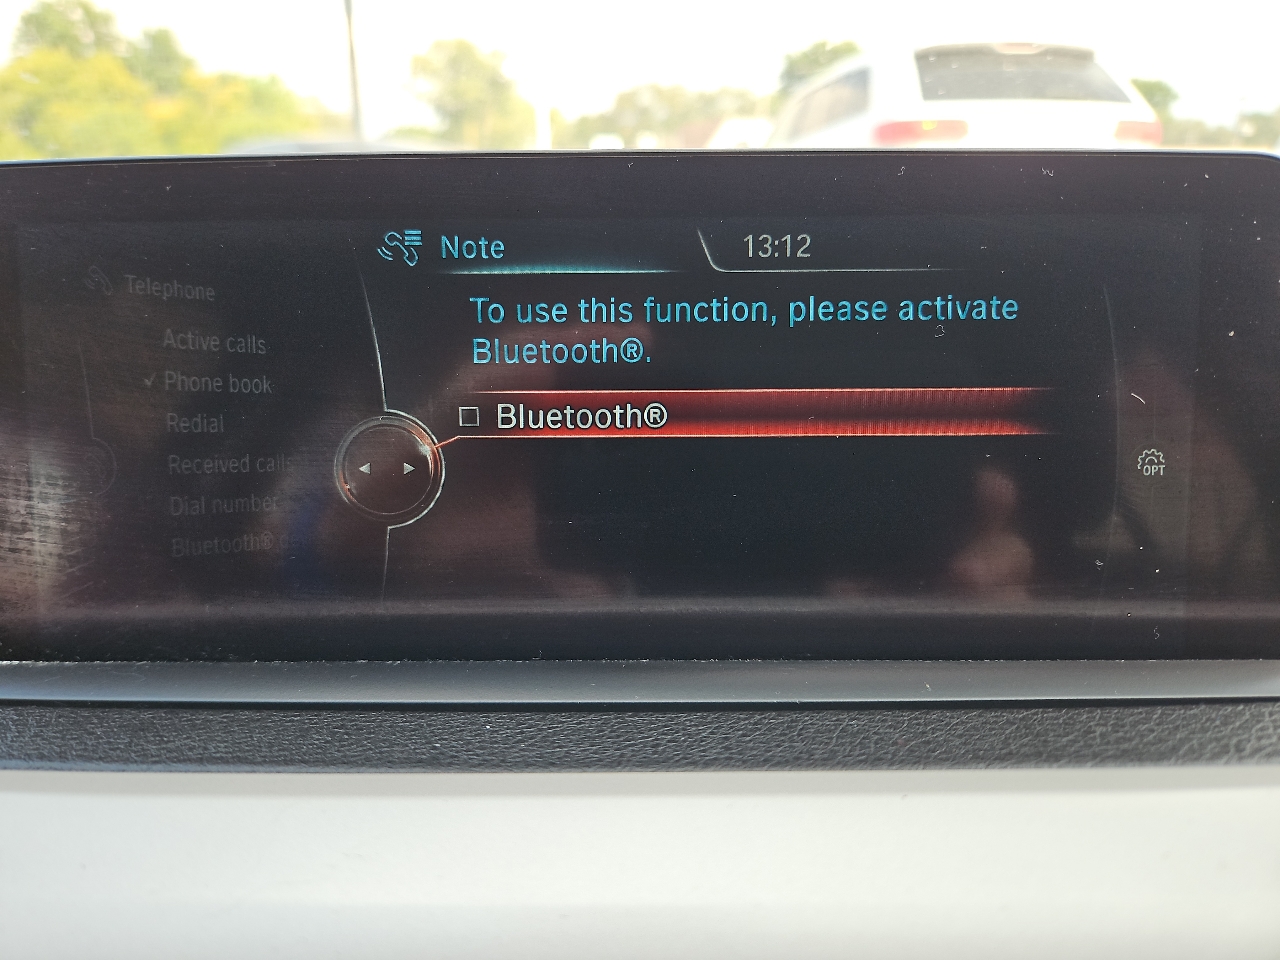 Note
13:12
Telephone
To use this function, please activate
Bluetooth®.
Active calls
✓ Phone book
Redial
Bluetooth®
Received calls
OPT
Dial number
Bluetooth®